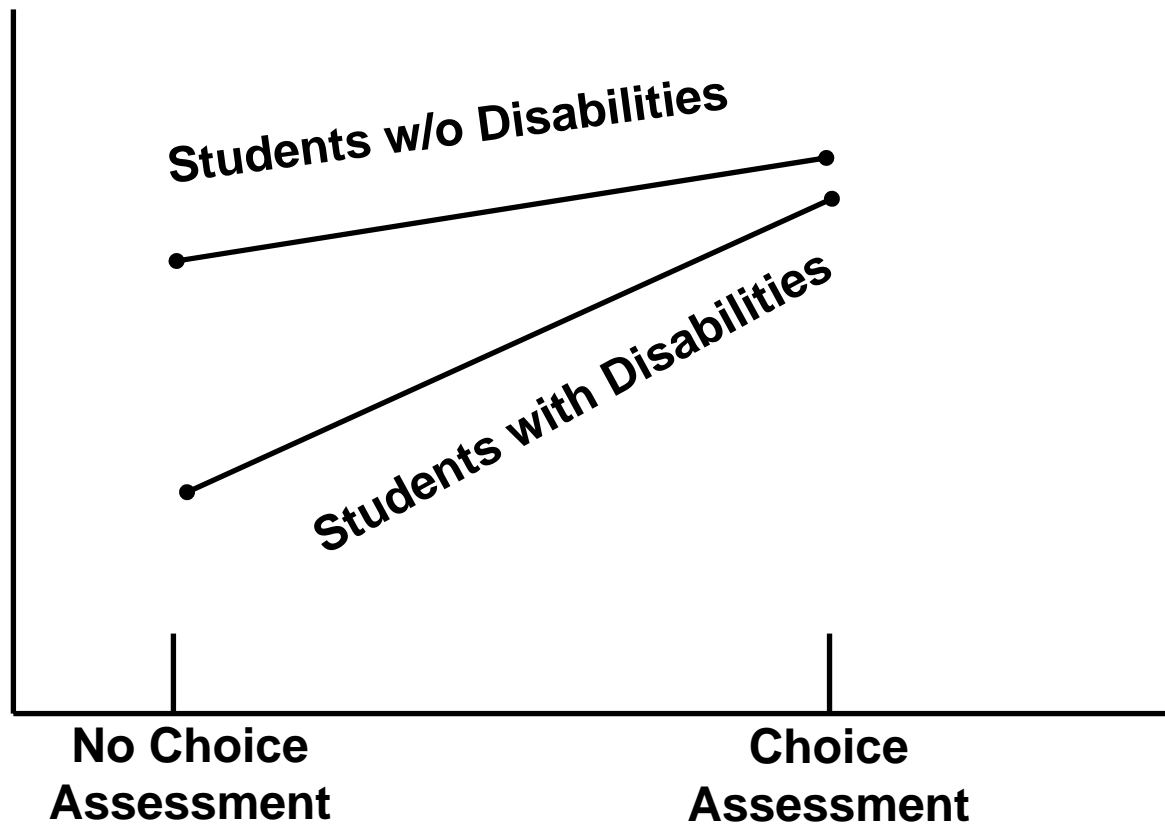 Students w/o Disabilities
Students with Disabilities
No Choice
Assessment
Choice
Assessment